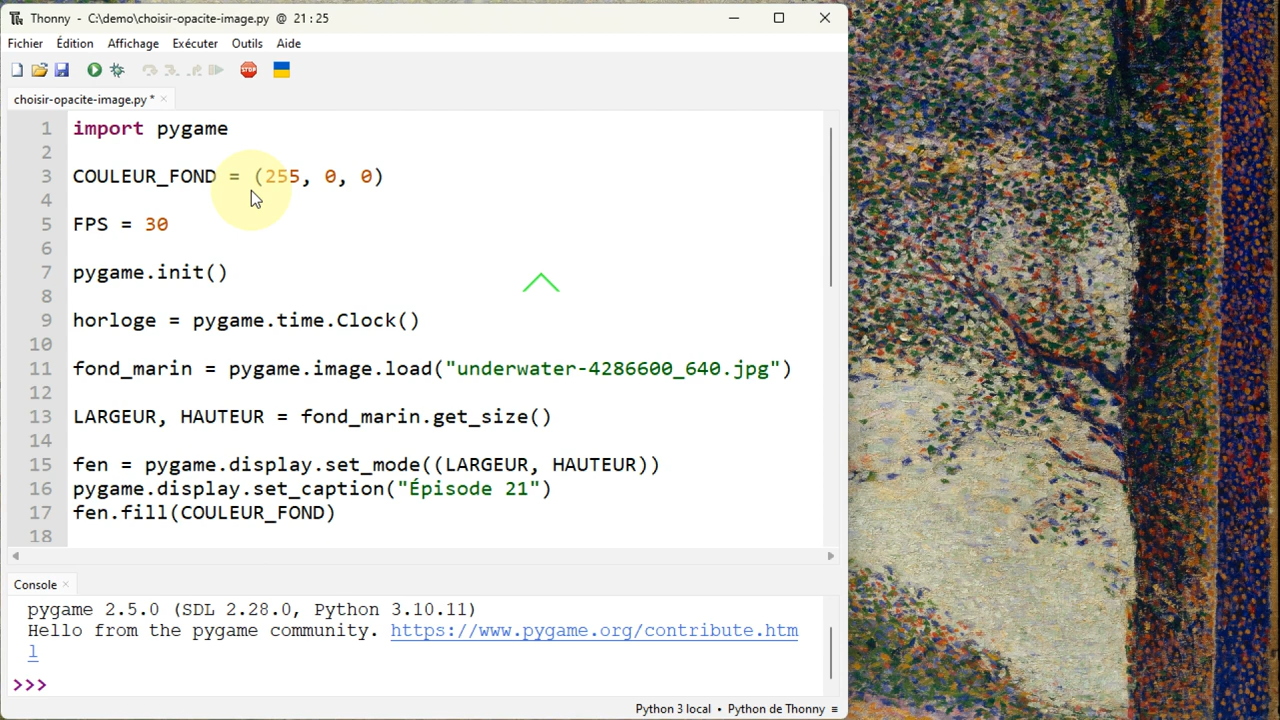 Thonny - C:\demo\choisir-opacite-image.py @ 21:25
Fichier Édition Affichage Exécuter Outils Aide
STOP
choisir-opacite-image.py * ×
1 import pygame
2
3 COULEUR_FOND = (255, 0, 0)
4
5 FPS = 30
6
7 pygame.init()
8
9 horloge = pygame.time.Clock()
10
11 fond_marin = pygame.image.load("underwater-4286600_640.jpg")
12
13 LARGEUR, HAUTEUR = fond_marin.get_size()
14
15 fen = pygame.display.set_mode((LARGEUR, HAUTEUR))
16 pygame.display.set_caption("Épisode 21")
17 fen.fill(COULEUR_FOND)
18
Console ×
pygame 2.5.0 (SDL 2.28.0, Python 3.10.11)
Hello from the pygame community. https://www.pygame.org/contribute.htm
l
>>>
Python 3 local • Python de Thonny ≡